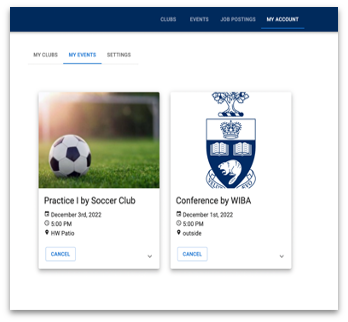 CLUBS EVENTS JOB POSTINGS MY ACCOUNT
MY CLUBS MY EVENTS SETTINGS
Practice I by Soccer Club
December 3rd, 2022
5:00 PM
HW Patio
CANCEL
Conference by WIBA
December 1st, 2022
5:00 PM
outside
CANCEL